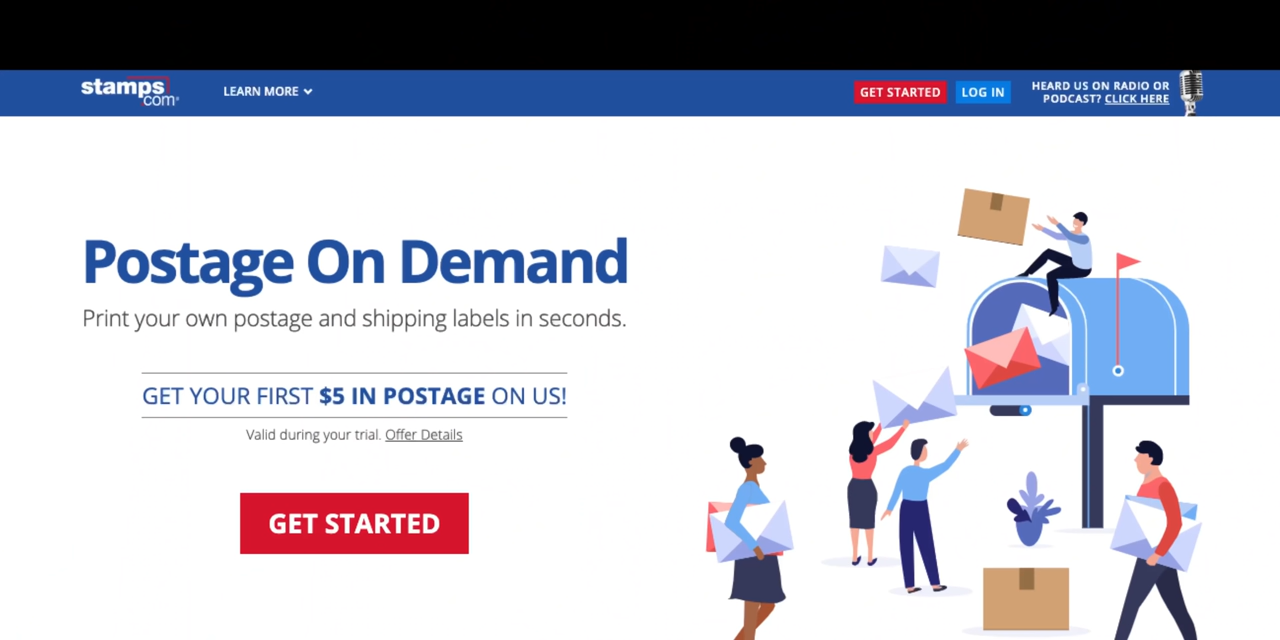 stamps
.com
LEARN MORE
GET STARTED
LOG IN
HEARD US ON RADIO OR
PODCAST? CLICK HERE
Postage On Demand
Print your own postage and shipping labels in seconds.
GET YOUR FIRST $5 IN POSTAGE ON US!
Valid during your trial. Offer Details
GET STARTED